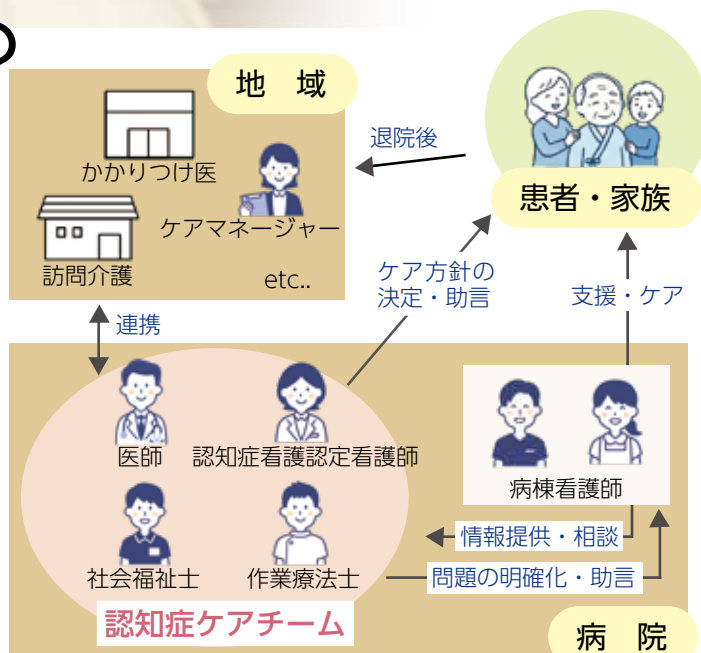 地 域
かかりつけ医
ケアマネージャー
訪問介護
etc..
退院後
患者・家族
ケア方針の
決定・助言
支援・ケア
連携
医師
認知症看護認定看護師
病棟看護師
社会福祉士
作業療法士
情報提供・相談
問題の明確化・助言
認知症ケアチーム
病 院